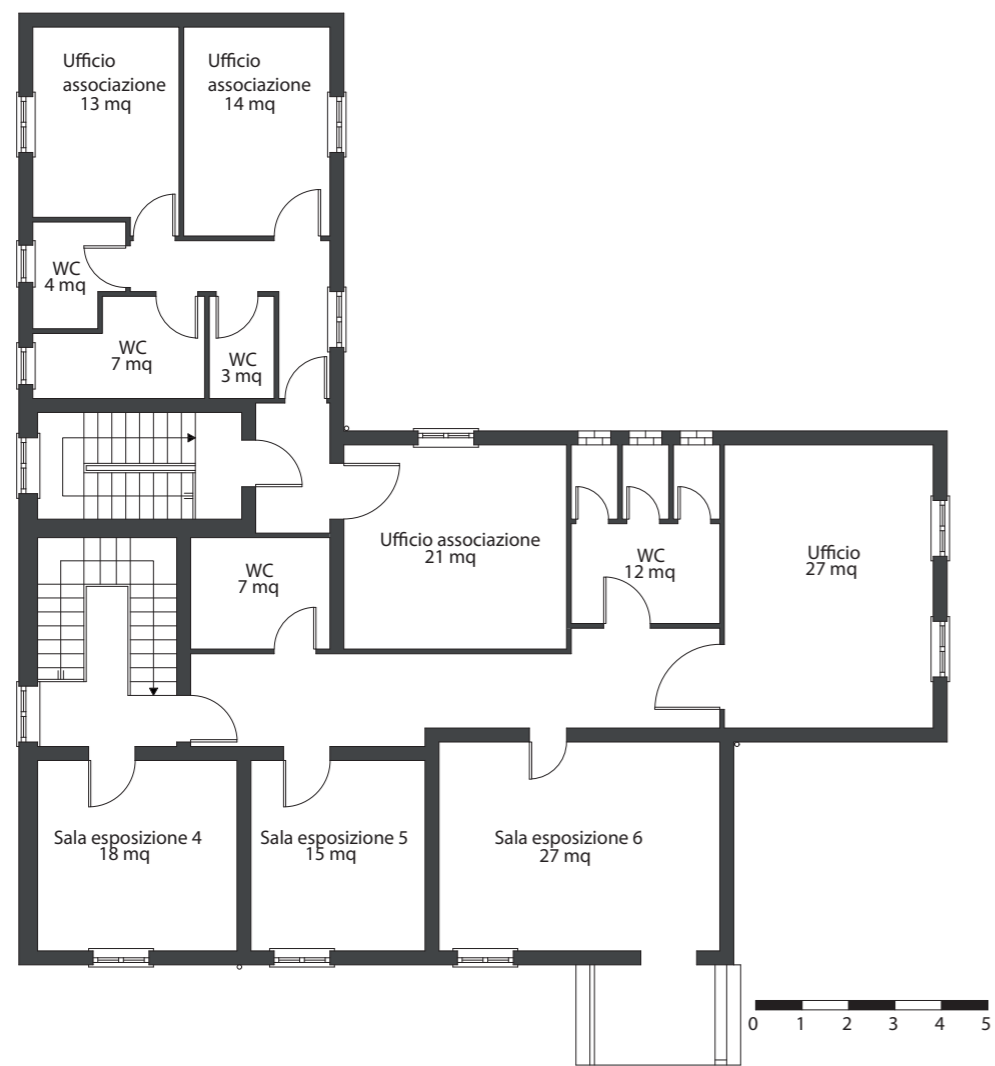 Ufficio
associazione
13 mq
Ufficio
associazione
14 mq
WC
4 mq
WC
7 mq
WC
3 mq
Ufficio associazione
21 mq
WC
12 mq
Ufficio
27 mq
WC
7 mq
Sala esposizione 4
18 mq
Sala esposizione 5
15 mq
Sala esposizione 6
27 mq
0 1 2 3 4 5